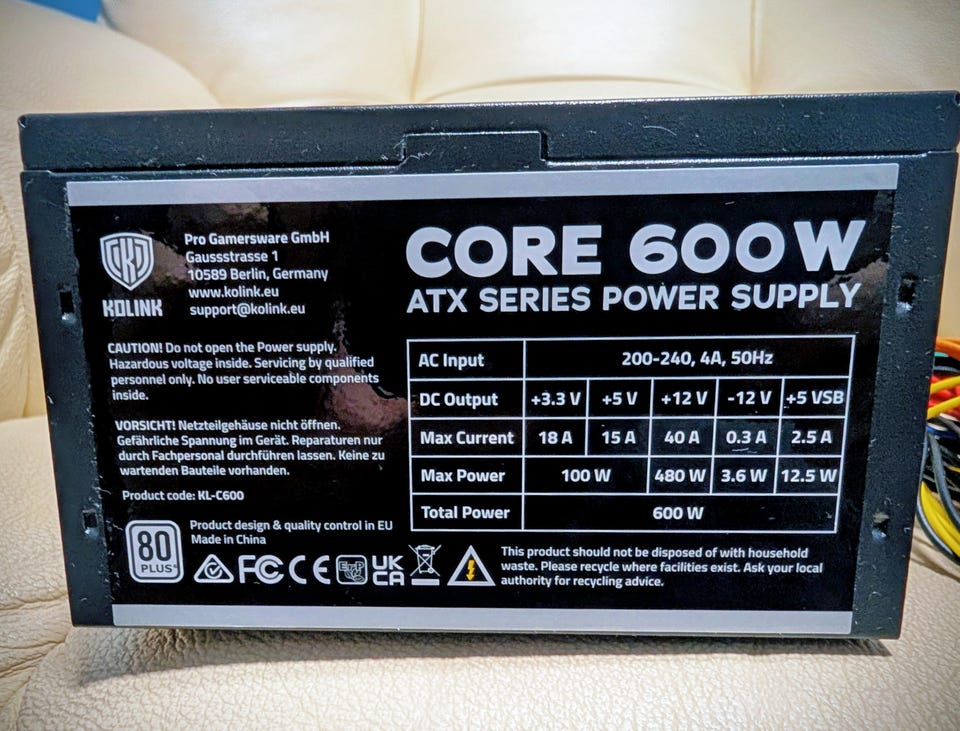 KOLINK
Pro Gamersware GmbH
Gaussstrasse 1
10589 Berlin, Germany
www.kolink.eu
support@kolink.eu
CORE 600W
ATX SERIES POWER SUPPLY
CAUTION! Do not open the Power supply.
Hazardous voltage inside. Servicing by qualified
personnel only. No user serviceable components
inside.
VORSICHT! Netzteilgehäuse nicht öffnen.
Gefährliche Spannung im Gerät. Reparaturen nur
durch Fachpersonal durchführen lassen. Keine zu
wartenden Bauteile vorhanden.
Product code: KL-C600
AC Input 200-240, 4A, 50Hz
DC Output +3.3 V +5 V +12 V -12 V +5 VSB
Max Current 18 A 15 A 40 A 0.3 A 2.5 A
Max Power 100 W 480 W 3.6 W 12.5 W
Total Power 600 W
80
PLUS
Product design & quality control in EU
Made in China
FC CE ErP UK
CA
This product should not be disposed of with household
waste. Please recycle where facilities exist. Ask your local
authority for recycling advice.